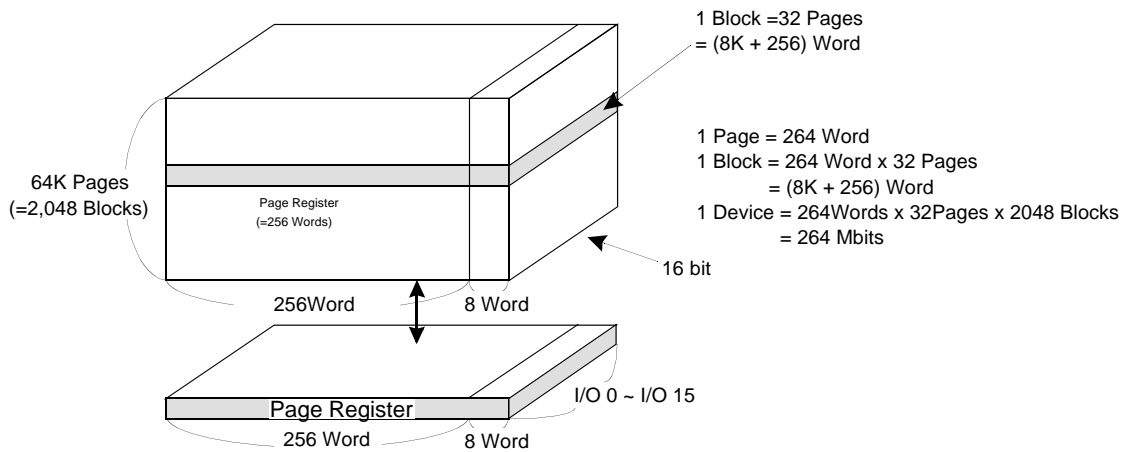 1 Block =32 Pages
= (8K + 256) Word
1 Page = 264 Word
1 Block = 264 Word x 32 Pages
= (8K + 256) Word
1 Device = 264Words x 32Pages x 2048 Blocks
= 264 Mbits
64K Pages
(=2,048 Blocks)
Page Register
(=256 Words)
16 bit
256Word
8 Word
I/O 0 ~ I/O 15
Page Register
256 Word
8 Word